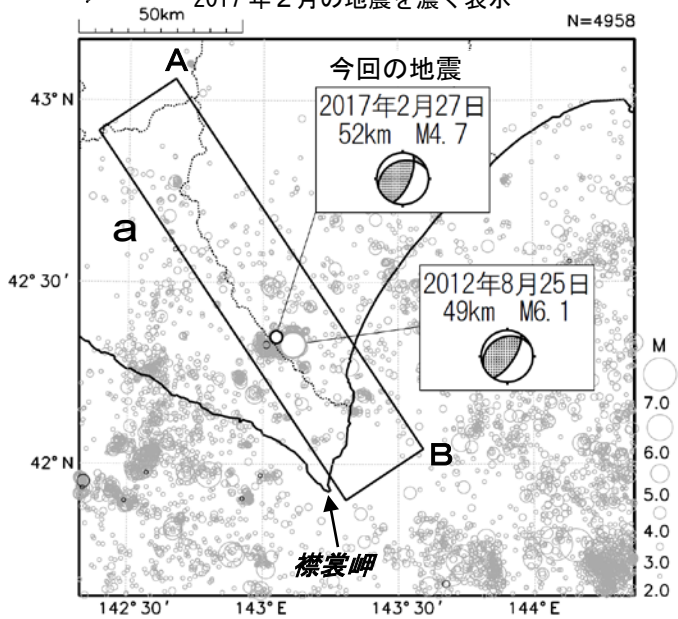 2017年2月の地震を濃く表示
50km
N=4958
A
今回の地震
43°N
2017年2月27日
52km M4.7
a
42°30′
2012年8月25日
49km M6.1
M
7.0
6.0
42°N
B
5.0
4.0
襟裳岬
3.0
2.0
142°30′
143°E
143°30′
144°E